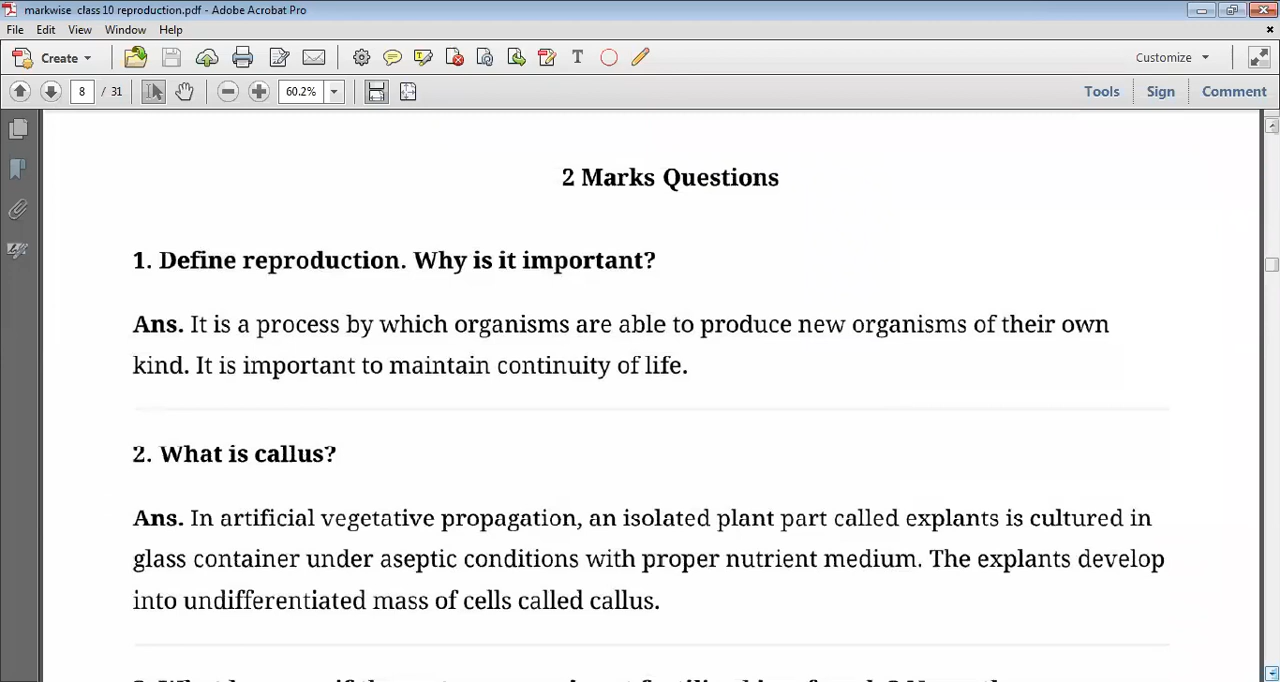 markwise class 10 reproduction.pdf - Adobe Acrobat Pro
File Edit View Window Help
Create Customize
8 / 31 60.2% Tools Sign Comment
2 Marks Questions
1. Define reproduction. Why is it important?
Ans. It is a process by which organisms are able to produce new organisms of their own
kind. It is important to maintain continuity of life.
2. What is callus?
Ans. In artificial vegetative propagation, an isolated plant part called explants is cultured in
glass container under aseptic conditions with proper nutrient medium. The explants develop
into undifferentiated mass of cells called callus.